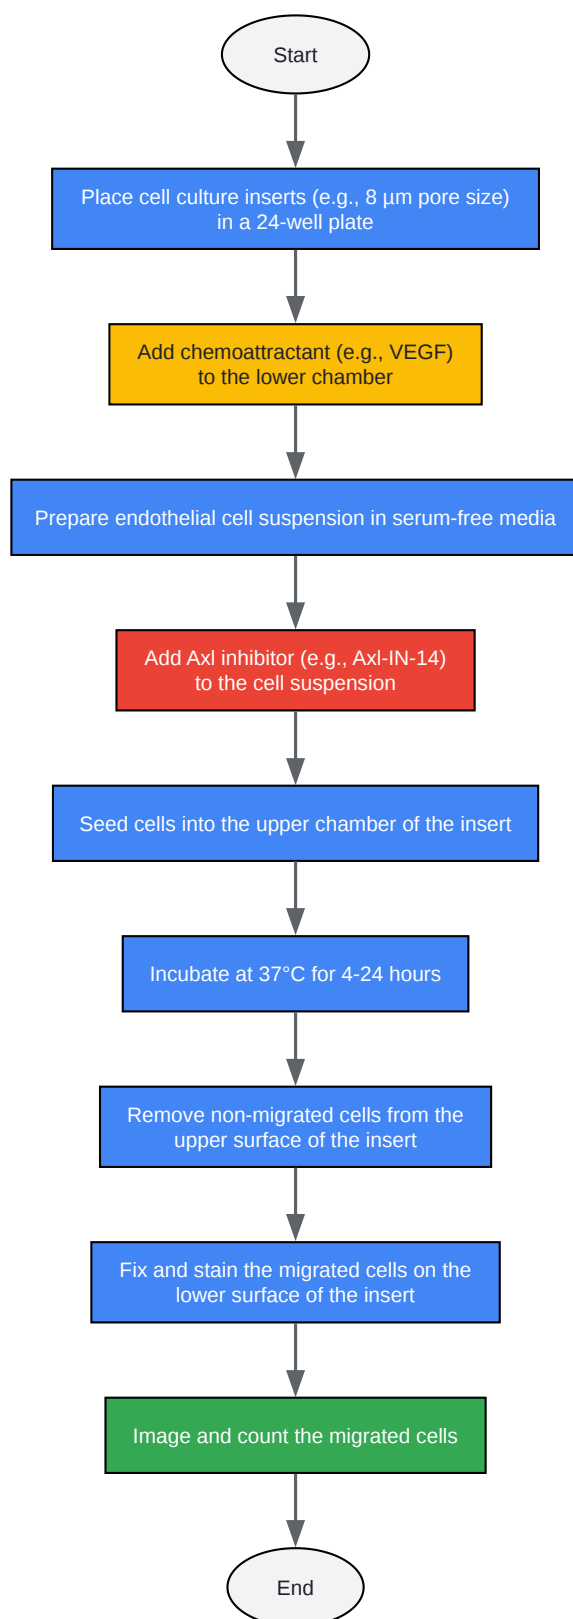 Start
Place cell culture inserts (e.g., 8 µm pore size)
in a 24-well plate
Add chemoattractant (e.g., VEGF)
to the lower chamber
Prepare endothelial cell suspension in serum-free media
Add Axl inhibitor (e.g., Axl-IN-14)
to the cell suspension
Seed cells into the upper chamber of the insert
Incubate at 37°C for 4-24 hours
Remove non-migrated cells from the
upper surface of the insert
Fix and stain the migrated cells on the
lower surface of the insert
Image and count the migrated cells
End